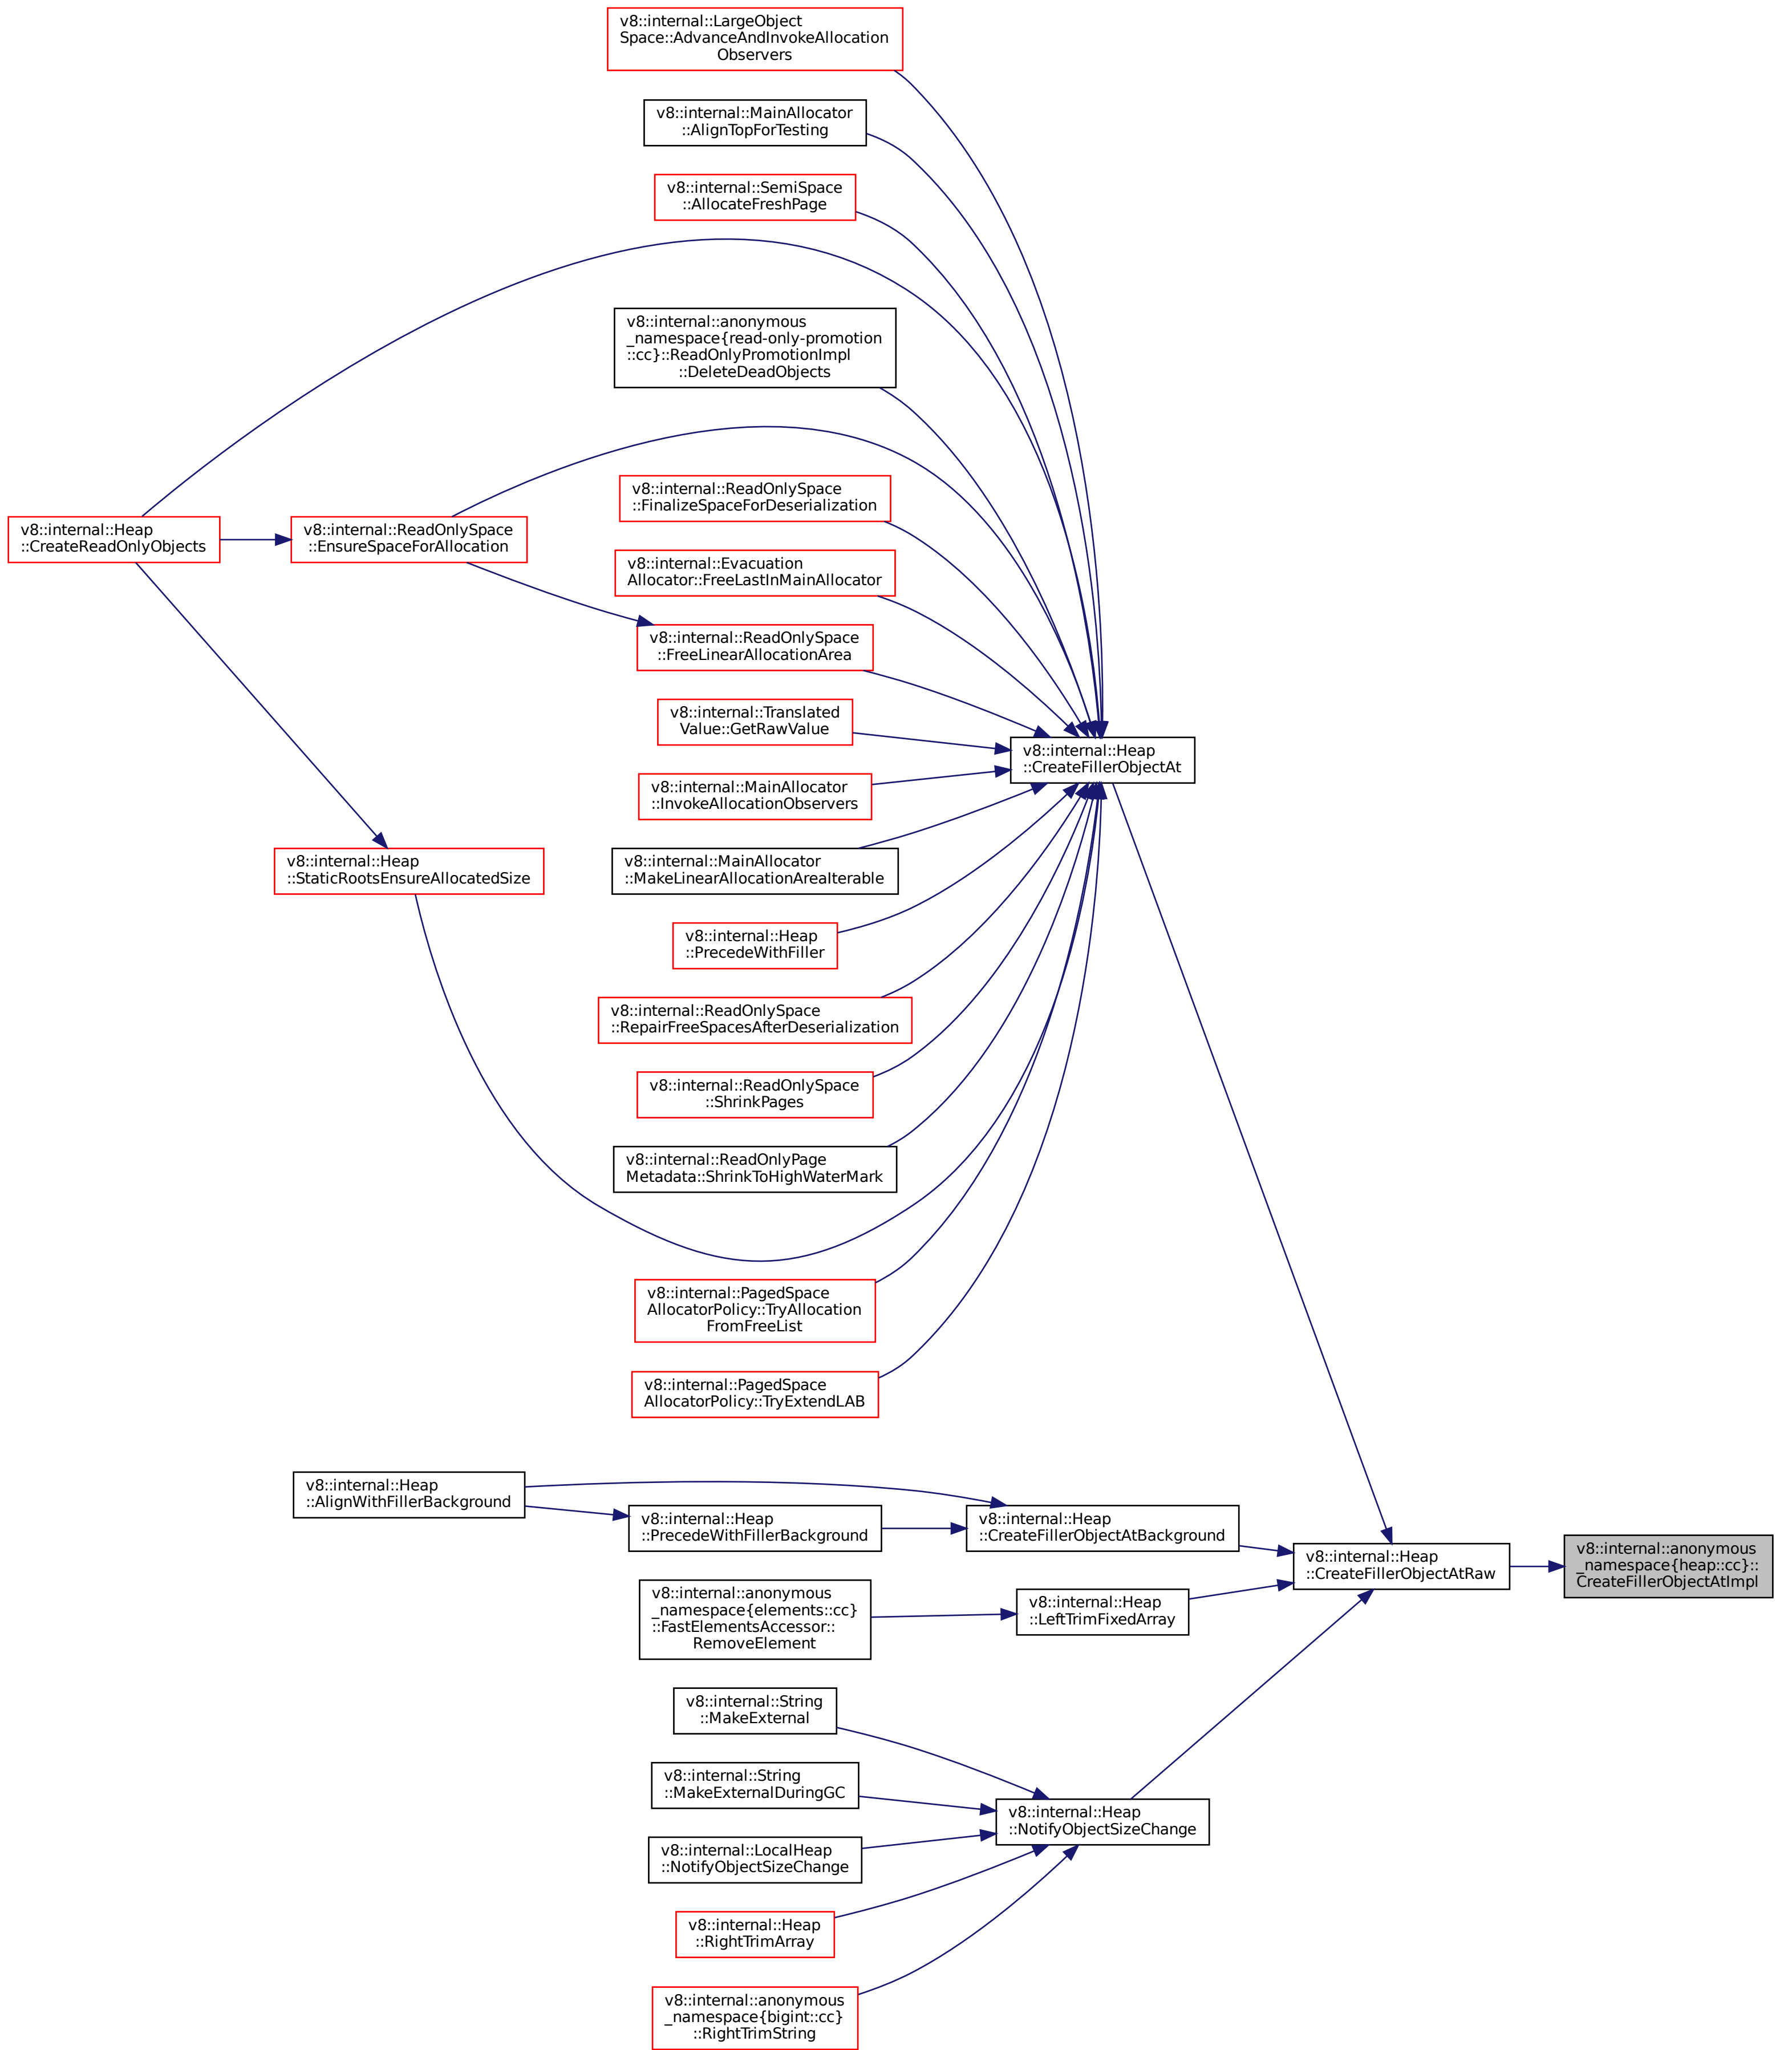 v8::internal::LargeObject
Space::AdvanceAndInvokeAllocation
Observers
v8::internal::MainAllocator
::AlignTopForTesting
v8::internal::SemiSpace
::AllocateFreshPage
v8::internal::anonymous
_namespace{read-only-promotion
::cc}::ReadOnlyPromotionImpl
::DeleteDeadObjects
v8::internal::ReadOnlySpace
::FinalizeSpaceForDeserialization
v8::internal::Heap
::CreateReadOnlyObjects
v8::internal::ReadOnlySpace
::EnsureSpaceForAllocation
v8::internal::Evacuation
Allocator::FreeLastInMainAllocator
v8::internal::ReadOnlySpace
::FreeLinearAllocationArea
v8::internal::Translated
Value::GetRawValue
v8::internal::Heap
::CreateFillerObjectAt
v8::internal::MainAllocator
::InvokeAllocationObservers
v8::internal::Heap
::StaticRootsEnsureAllocatedSize
v8::internal::MainAllocator
::MakeLinearAllocationAreaIterable
v8::internal::Heap
::PrecedeWithFiller
v8::internal::ReadOnlySpace
::RepairFreeSpacesAfterDeserialization
v8::internal::ReadOnlySpace
::ShrinkPages
v8::internal::ReadOnlyPage
Metadata::ShrinkToHighWaterMark
v8::internal::PagedSpace
AllocatorPolicy::TryAllocation
FromFreeList
v8::internal::PagedSpace
AllocatorPolicy::TryExtendLAB
v8::internal::Heap
::AlignWithFillerBackground
v8::internal::Heap
::PrecedeWithFillerBackground
v8::internal::Heap
::CreateFillerObjectAtBackground
v8::internal::Heap
::CreateFillerObjectAtRaw
v8::internal::anonymous
_namespace{heap::cc}::
CreateFillerObjectAtImpl
v8::internal::anonymous
_namespace{elements::cc}
::FastElementsAccessor::
RemoveElement
v8::internal::Heap
::LeftTrimFixedArray
v8::internal::String
::MakeExternal
v8::internal::String
::MakeExternalDuringGC
v8::internal::Heap
::NotifyObjectSizeChange
v8::internal::LocalHeap
::NotifyObjectSizeChange
v8::internal::Heap
::RightTrimArray
v8::internal::anonymous
_namespace{bigint::cc}
::RightTrimString